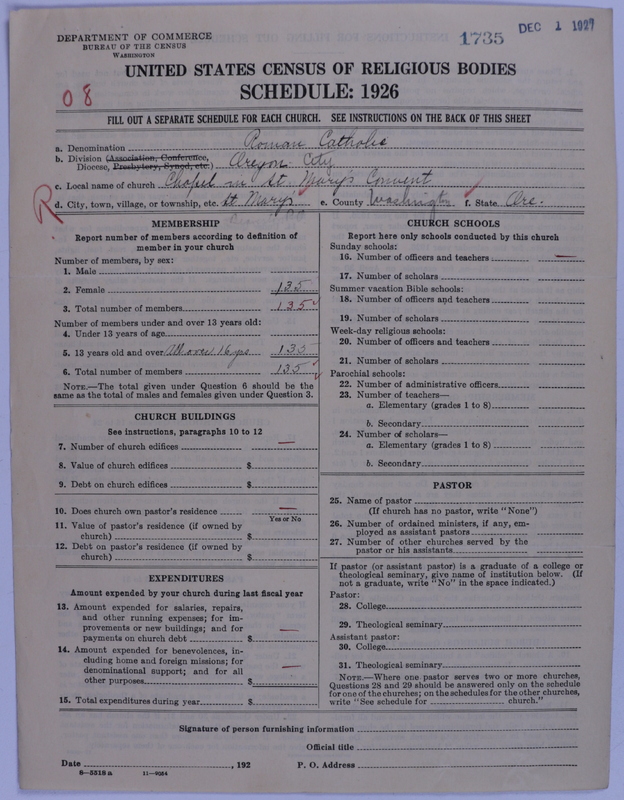 DEPARTMENT OF COMMERCE
BUREAU OF THE CENSUS
WASHINGTON
1735
DEC 1 1927
UNITED STATES CENSUS OF RELIGIOUS BODIES
SCHEDULE: 1926
08
FILL OUT A SEPARATE SCHEDULE FOR EACH CHURCH. SEE INSTRUCTIONS ON THE BACK OF THIS SHEET
a. Denomination Roman Catholic
b. Division (Association, Conference, Diocese, Presbytery, Synod, etc.) Oregon City
c. Local name of church Chapel in St. Mary's Convent
R
d. City, town, village, or township, etc. St. Mary's e. County Washington f. State Ore.
MEMBERSHIP
Report number of members according to definition of member in your church
Number of members, by sex:
1. Male
2. Female 135
3. Total number of members 135
Number of members under and over 13 years old:
4. Under 13 years of age
5. 13 years old and over All over 16 yrs. 135
6. Total number of members 135
NOTE.—The total given under Question 6 should be the
same as the total of males and females given under Question 3.
CHURCH BUILDINGS
See instructions, paragraphs 10 to 12
7. Number of church edifices —
8. Value of church edifices $
9. Debt on church edifices $
10. Does church own pastor's residence —
Yes or No
11. Value of pastor's residence (if owned by
church) $
12. Debt on pastor's residence (if owned by
church) $
EXPENDITURES
Amount expended by your church during last fiscal year
13. Amount expended for salaries, repairs,
and other running expenses; for im-
provements or new buildings; and for
payments on church debt $ —
14. Amount expended for benevolences, in-
cluding home and foreign missions; for
denominational support; and for all
other purposes $ —
15. Total expenditures during year $
CHURCH SCHOOLS
Report here only schools conducted by this church
Sunday schools:
16. Number of officers and teachers —
17. Number of scholars
Summer vacation Bible schools:
18. Number of officers and teachers
19. Number of scholars
Week-day religious schools:
20. Number of officers and teachers
21. Number of scholars
Parochial schools:
22. Number of administrative officers
23. Number of teachers—
a. Elementary (grades 1 to 8)
b. Secondary
24. Number of scholars—
a. Elementary (grades 1 to 8)
b. Secondary
PASTOR
25. Name of pastor
(If church has no pastor, write "None")
26. Number of ordained ministers, if any, em-
ployed as assistant pastors
27. Number of other churches served by the
pastor or his assistants
If pastor (or assistant pastor) is a graduate of a college or
theological seminary, give name of institution below. (If
not a graduate, write "No" in the space indicated.)
Pastor:
28. College
29. Theological seminary
Assistant pastor:
30. College
31. Theological seminary
NOTE.—Where one pastor serves two or more churches,
Questions 28 and 29 should be answered only on the schedule
for one of the churches; on the schedules for the other churches,
write "See schedule for ........ church."
Signature of person furnishing information
Official title
Date , 192 P. O. Address
8—5318 a 11—9054